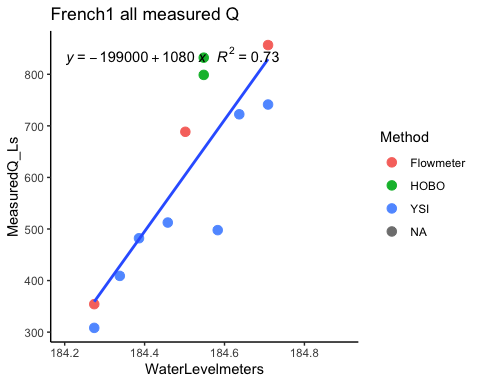 French1 all measured Q
y = − 199000 + 1080 x R² = 0.73
MeasuredQ_Ls
800
700
600
500
400
300
184.2 184.4 184.6 184.8
WaterLevelmeters
Method
Flowmeter
HOBO
YSI
NA